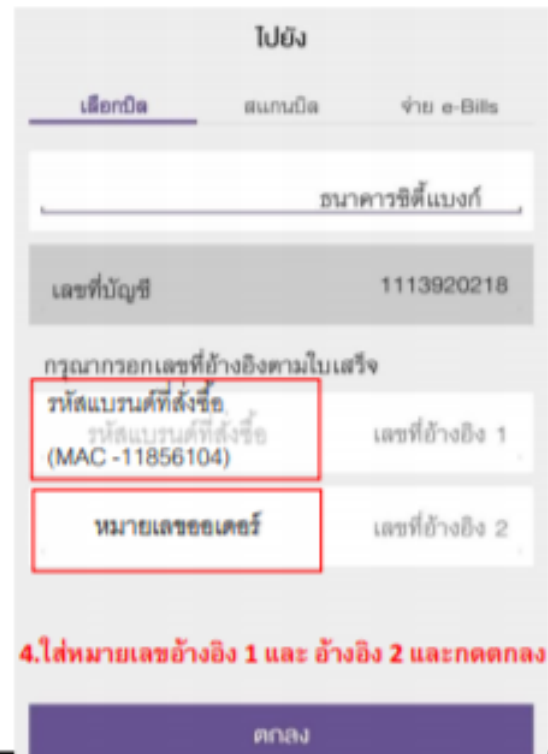 ไปยัง
เลือกบิล สแกนบิล จ่าย e-Bills
ธนาคารซิตี้แบงก์
เลขที่บัญชี 1113920218
กรุณากรอกเลขที่อ้างอิงตามใบเสร็จ
รหัสแบรนด์ที่สั่งซื้อ
รหัสแบรนด์ที่สั่งซื้อ เลขที่อ้างอิง 1
(MAC -11856104)
หมายเลขออเดอร์ เลขที่อ้างอิง 2
4.ใส่หมายเลขอ้างอิง 1 และ อ้างอิง 2 และกดตกลง
ตกลง